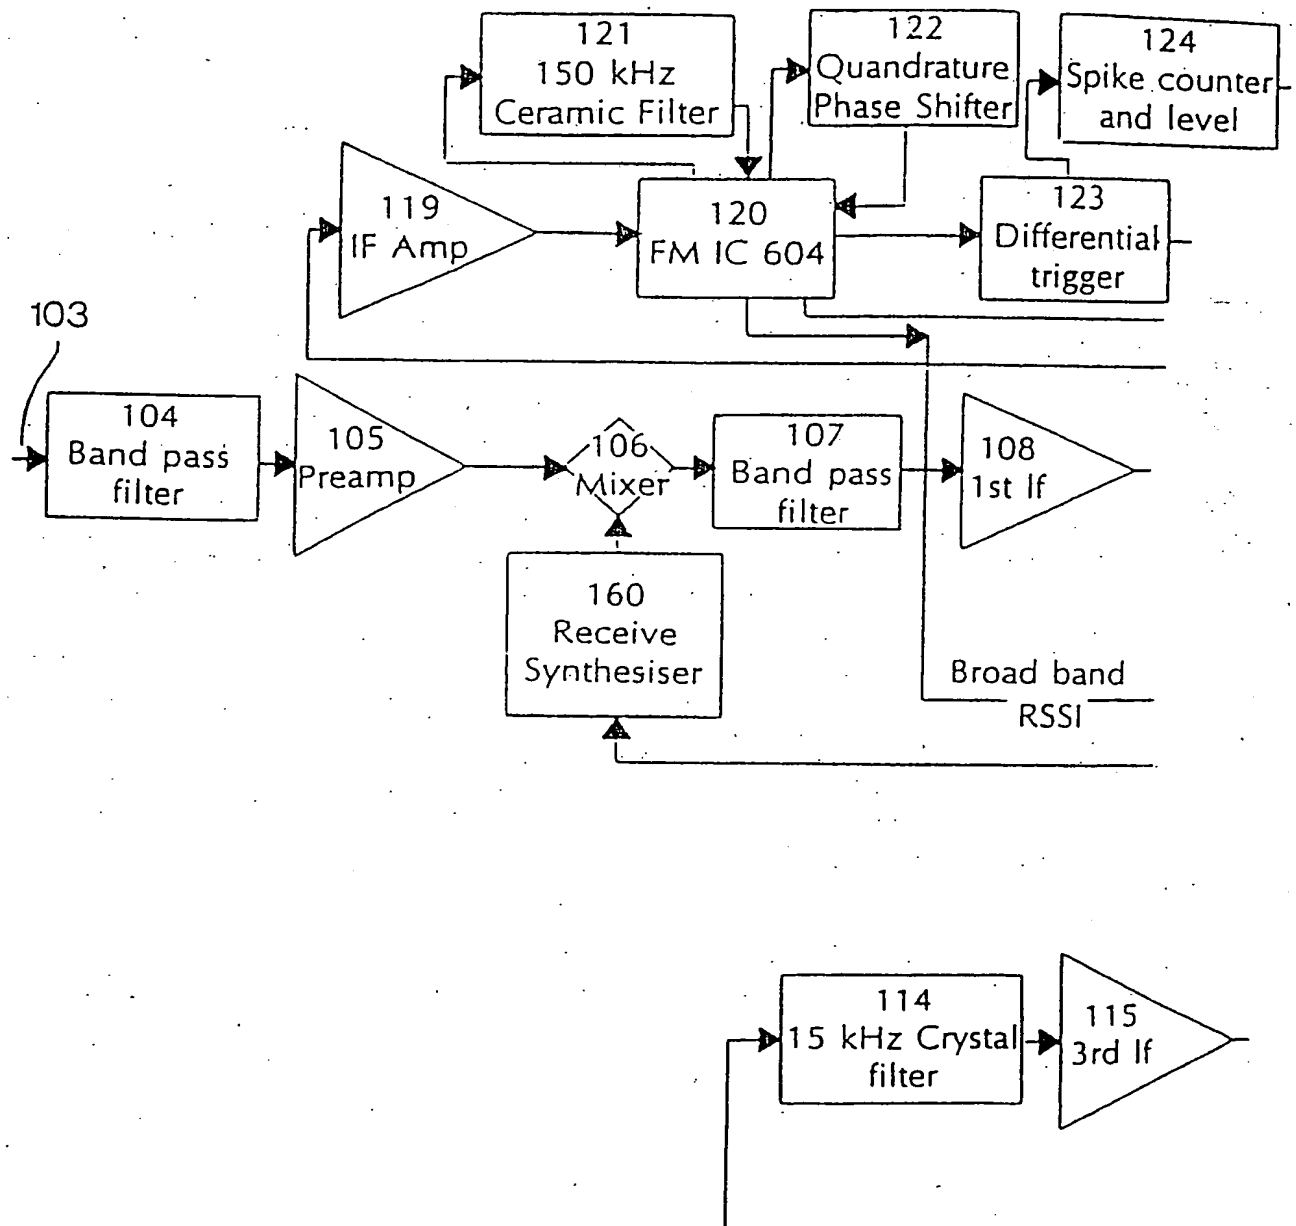 121
150 kHz
Ceramic Filter
122
Quandrature
Phase Shifter
124
Spike counter
and level
119
IF Amp
120
FM IC 604
123
Differential
trigger
103
104
Band pass
filter
105
Preamp
106
Mixer
107
Band pass
filter
108
1st If
160
Receive
Synthesiser
Broad band
RSSI
114
15 kHz Crystal
filter
115
3rd If